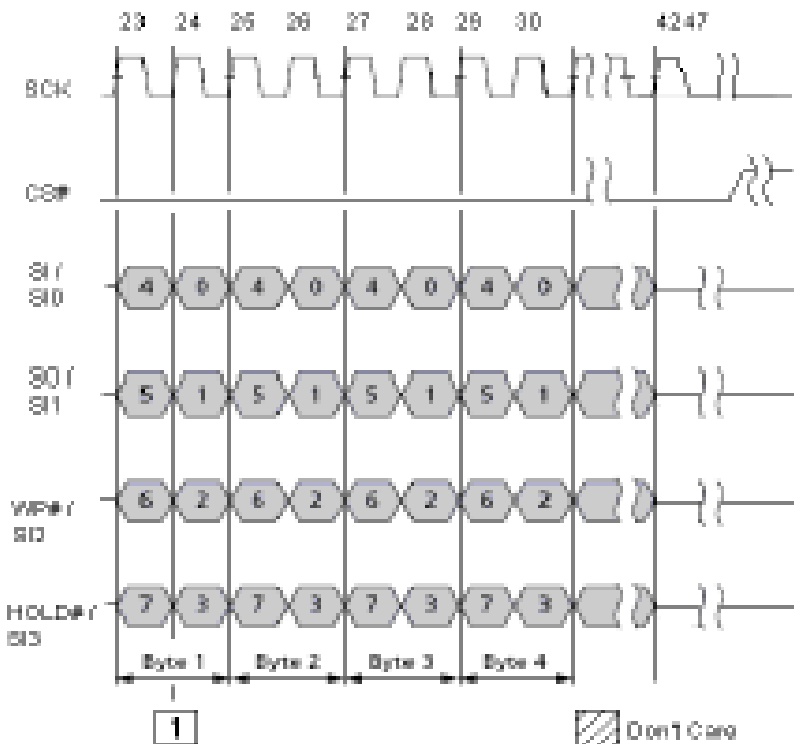 23 24 25 26 27 28 29 30 4247
SCK
CS#
SI/
SI0
4 0 4 0 4 0 4 0
SO/
SI1
5 1 5 1 5 1 5 1
WP#/
SI2
6 2 6 2 6 2 6 2
HOLD#/
SI3
7 3 7 3 7 3 7 3
Byte 1 Byte 2 Byte 3 Byte 4
1
Don't Care